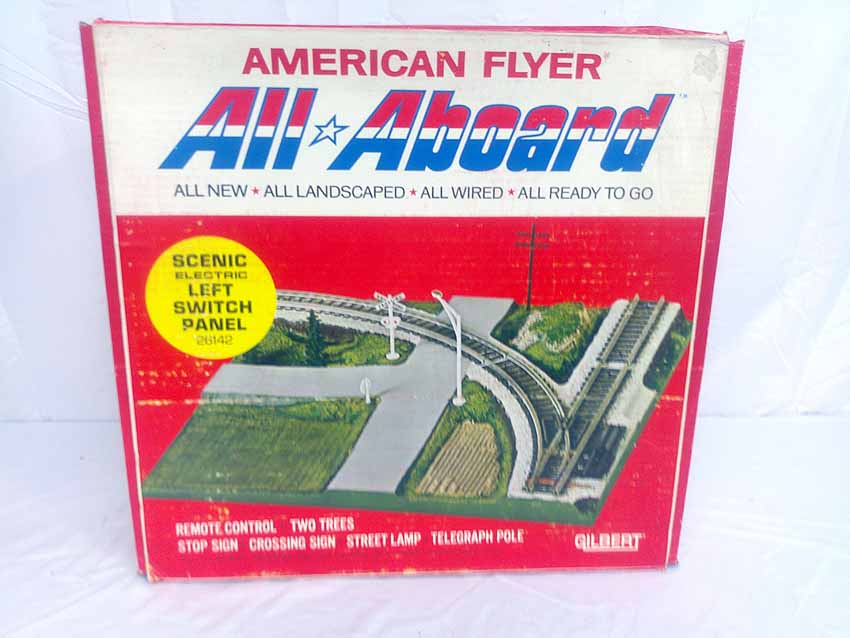 AMERICAN FLYER®
All☆Aboard™
ALL NEW ★ ALL LANDSCAPED ★ ALL WIRED ★ ALL READY TO GO
SCENIC
ELECTRIC
LEFT
SWITCH
PANEL
26142
REMOTE CONTROL TWO TREES
STOP SIGN CROSSING SIGN STREET LAMP TELEGRAPH POLE
GILBERT